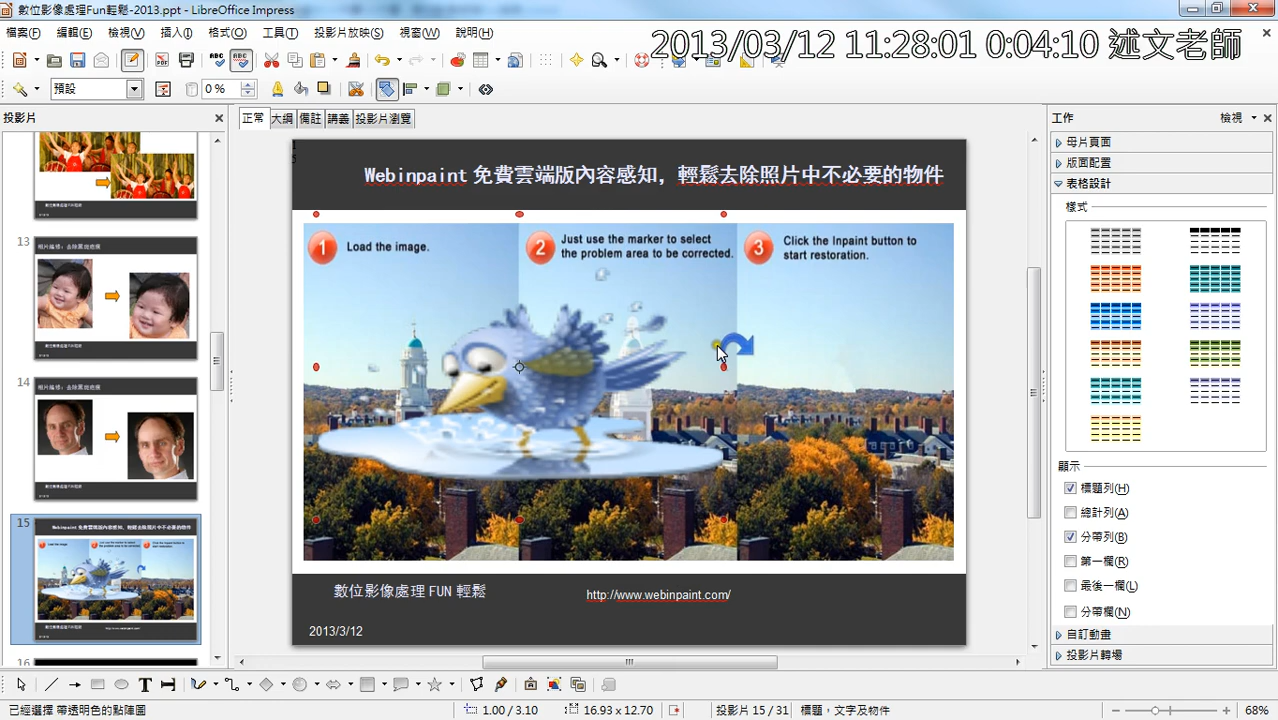 數位影像處理Fun輕鬆-2013.ppt - LibreOffice Impress
檔案(F) 編輯(E) 檢視(V) 插入(I) 格式(O) 工具(T) 投影片放映(S) 視窗(W) 說明(H)
2013/03/12 11:28:01 0:04:10 述文老師
預設
0 %
投影片
正常 大綱 備註 講義 投影片瀏覽
工作
檢視
母片頁面
版面配置
表格設計
樣式
顯示
標題列(H)
總計列(A)
分帶列(B)
第一欄(R)
最後一欄(L)
分帶欄(N)
自訂動畫
投影片轉場
13
14
15
16
Webinpaint 免費雲端版內容感知，輕鬆去除照片中不必要的物件
1 Load the image.
2 Just use the marker to select
the problem area to be corrected.
3 Click the Inpaint button to
start restoration.
數位影像處理 FUN 輕鬆
http://www.webinpaint.com/
2013/3/12
已經選擇 帶透明色的點陣圖
1.00 / 3.10
16.93 x 12.70
投影片 15 / 31
標題，文字及物件
68%